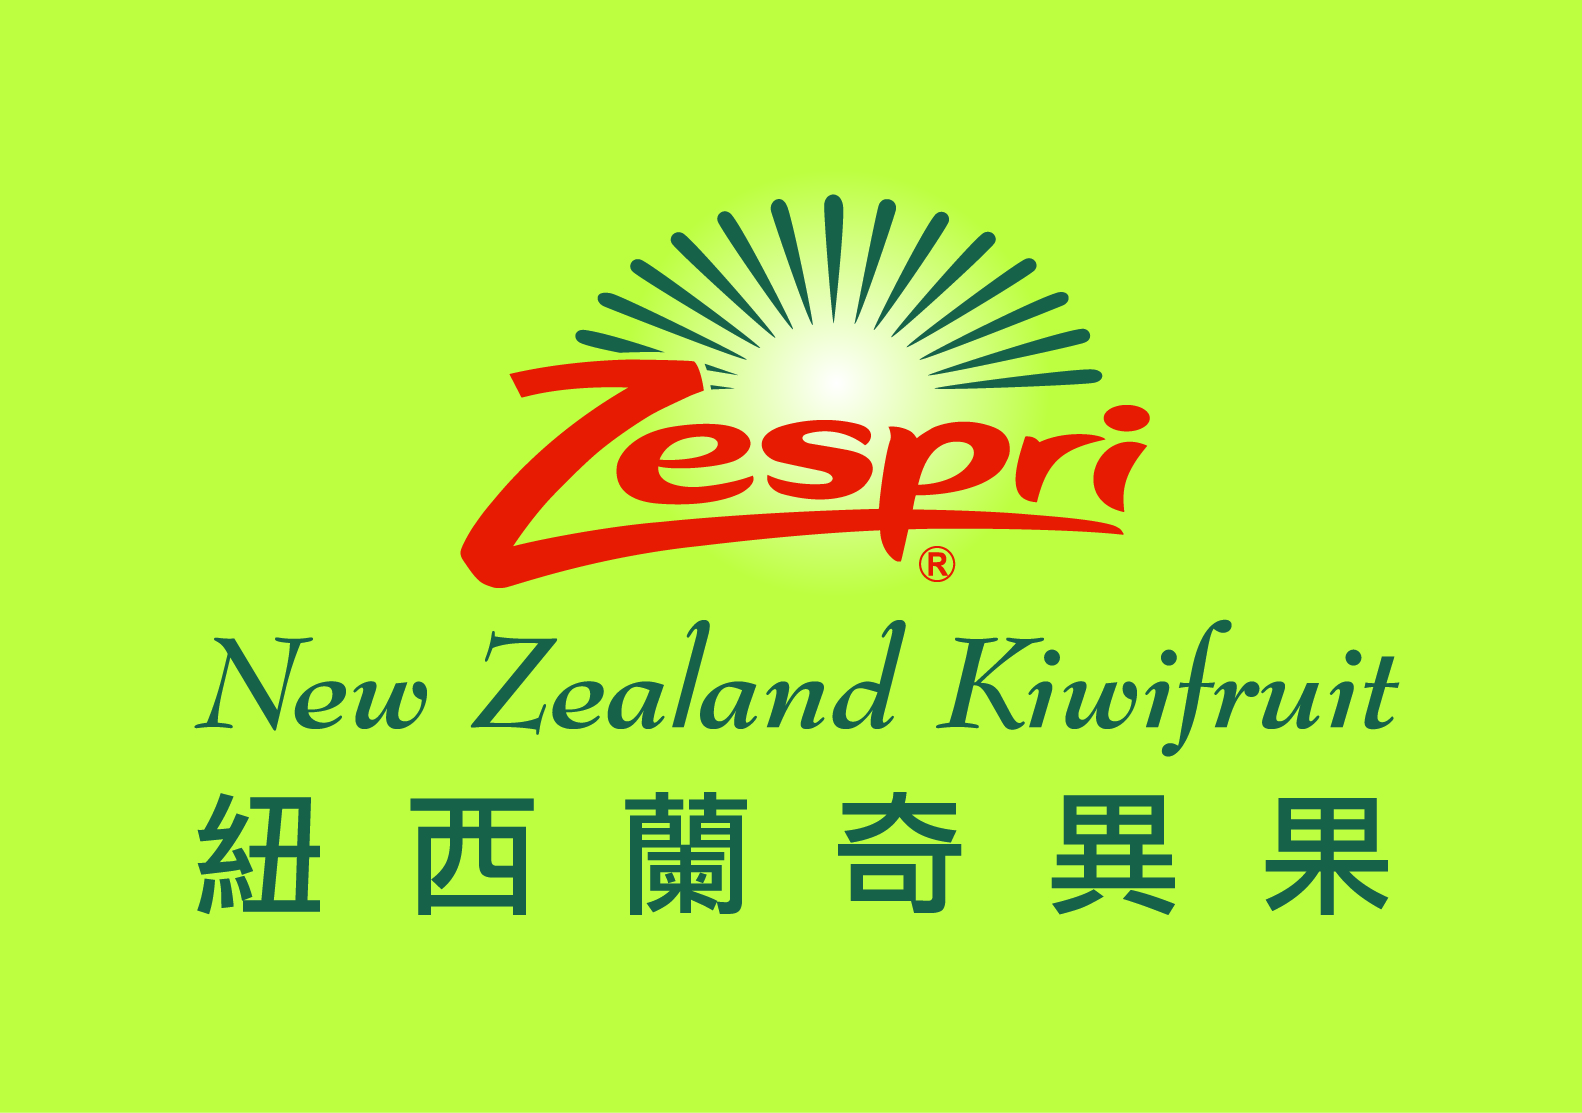 Zespri®
New Zealand Kiwifruit
紐西蘭奇異果